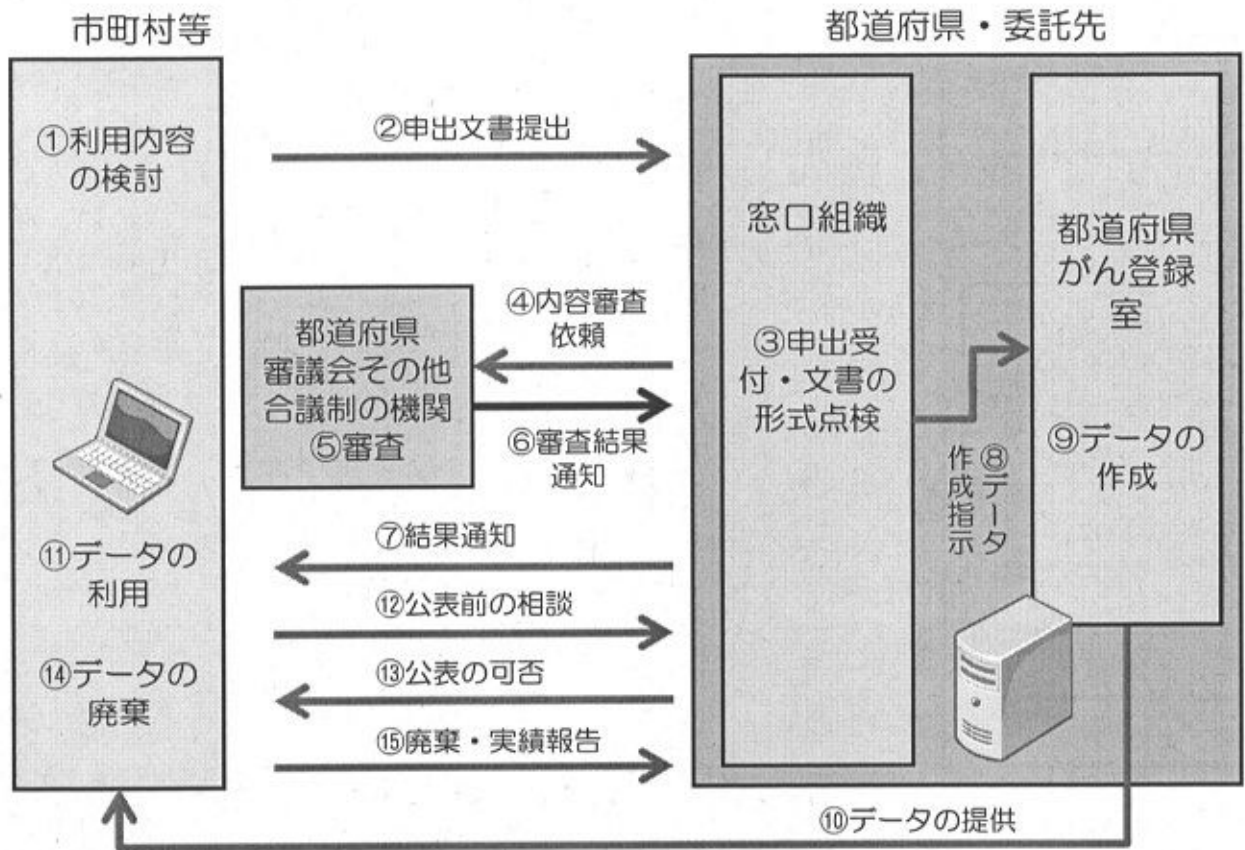 市町村等
都道府県・委託先
①利用内容
の検討
②申出文書提出
窓口組織
③申出受
付・文書の
形式点検
都道府県
がん登録
室
④内容審査
依頼
都道府県
審議会その他
合議制の機関
⑤審査
⑥審査結果
通知
⑧データ
作成指示
⑨データの
作成
⑦結果通知
⑪データの
利用
⑫公表前の相談
⑬公表の可否
⑭データの
廃棄
⑮廃棄・実績報告
⑩データの提供